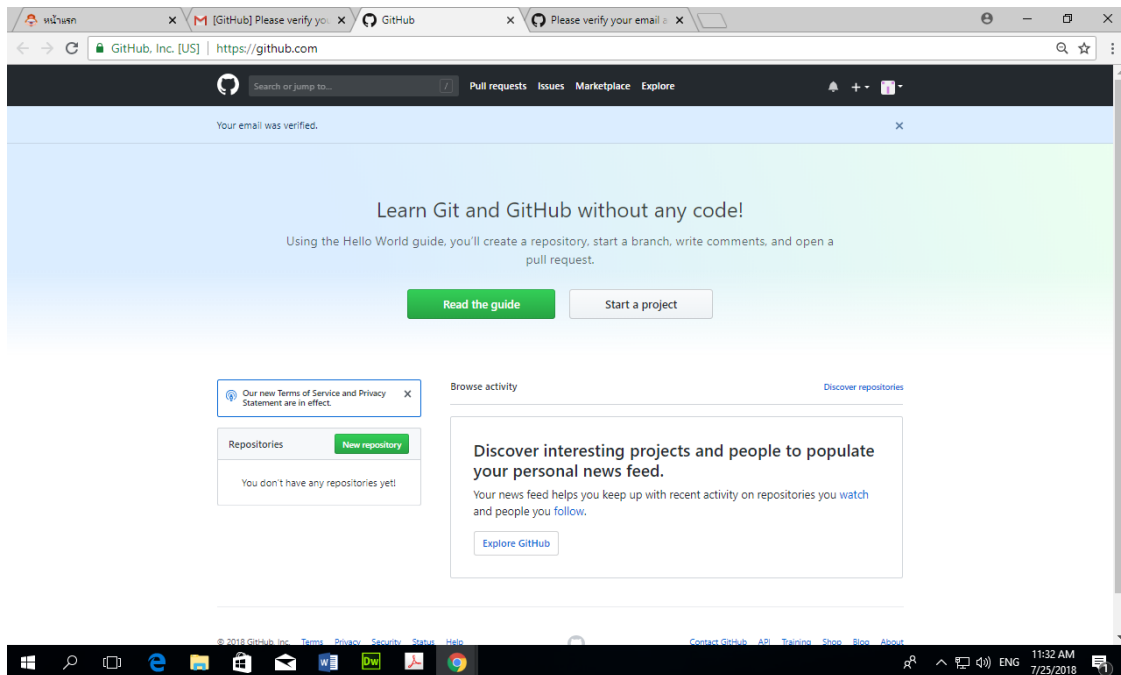 หน้าแรก
[GitHub] Please verify yo
GitHub
Please verify your email a
GitHub, Inc. [US] | https://github.com
Search or jump to...
/
Pull requests Issues Marketplace Explore
Your email was verified.
Learn Git and GitHub without any code!
Using the Hello World guide, you'll create a repository, start a branch, write comments, and open a
pull request.
Read the guide
Start a project
Our new Terms of Service and Privacy
Statement are in effect.
Browse activity
Discover repositories
Repositories
New repository
You don't have any repositories yet!
Discover interesting projects and people to populate
your personal news feed.
Your news feed helps you keep up with recent activity on repositories you watch
and people you follow.
Explore GitHub
© 2018 GitHub, Inc. Terms Privacy Security Status Help
Contact GitHub API Training Shop Blog About
Dw
ENG
11:32 AM
7/25/2018
1